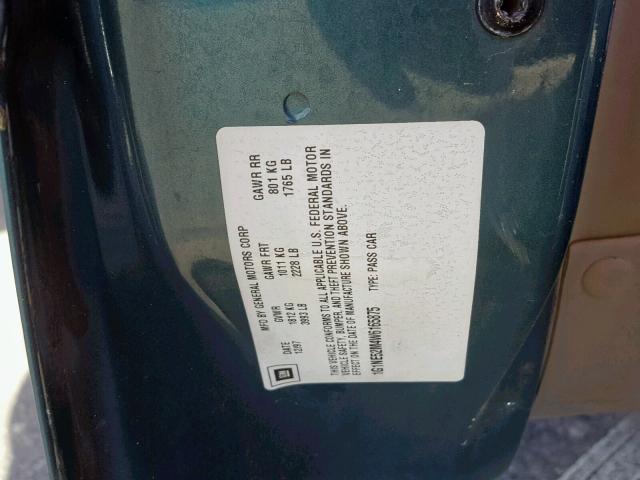 MFD BY GENERAL MOTORS CORP
DATE GVWR GAWR FRT GAWR RR
12/97 1812 KG 1011 KG 801 KG
3993 LB 2228 LB 1765 LB
THIS VEHICLE CONFORMS TO ALL APPLICABLE U.S. FEDERAL MOTOR
VEHICLE SAFETY, BUMPER, AND THEFT PREVENTION STANDARDS IN
EFFECT ON THE DATE OF MANUFACTURE SHOWN ABOVE.
1G1NE52M4W6165875 TYPE: PASS CAR
GM